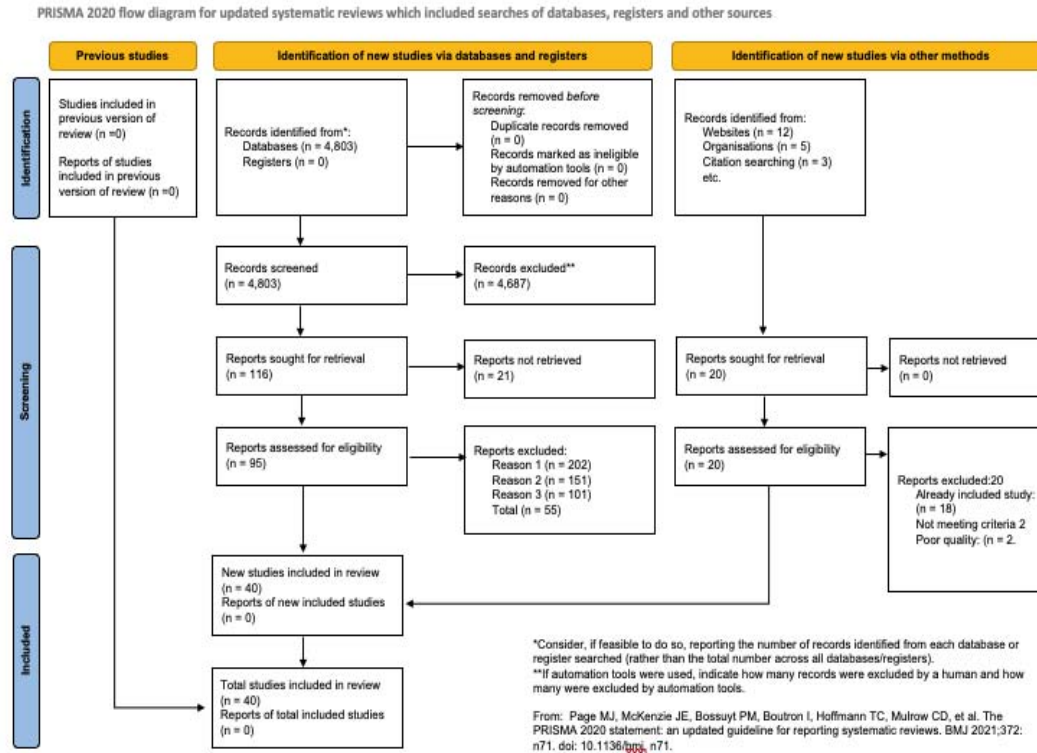 PRISMA 2020 flow diagram for updated systematic reviews which included searches of databases, registers and other sources
Previous studies
Identification of new studies via databases and registers
Identification of new studies via other methods
Identification
Studies included in
previous version of
review (n =0)
Reports of studies
included in previous
version of review (n =0)
Records identified from*:
Databases (n = 4,803)
Registers (n = 0)
Records removed before
screening:
Duplicate records removed
(n = 0)
Records marked as ineligible
by automation tools (n = 0)
Records removed for other
reasons (n = 0)
Records identified from:
Websites (n = 12)
Organisations (n = 5)
Citation searching (n = 3)
etc.
Screening
Records screened
(n = 4,803)
Records excluded**
(n = 4,687)
Reports sought for retrieval
(n = 116)
Reports not retrieved
(n = 21)
Reports sought for retrieval
(n = 20)
Reports not retrieved
(n = 0)
Reports assessed for eligibility
(n = 95)
Reports excluded:
Reason 1 (n = 202)
Reason 2 (n = 151)
Reason 3 (n = 101)
Total (n = 55)
Reports assessed for eligibility
(n = 20)
Reports excluded:20
Already included study:
(n = 18)
Not meeting criteria 2
Poor quality: (n = 2.
Included
New studies included in review
(n = 40)
Reports of new included studies
(n = 0)
Total studies included in review
(n = 40)
Reports of total included studies
(n = 0)
*Consider, if feasible to do so, reporting the number of records identified from each database or
register searched (rather than the total number across all databases/registers).
**If automation tools were used, indicate how many records were excluded by a human and how
many were excluded by automation tools.
From: Page MJ, McKenzie JE, Bossuyt PM, Boutron I, Hoffmann TC, Mulrow CD, et al. The
PRISMA 2020 statement: an updated guideline for reporting systematic reviews. BMJ 2021;372:
n71. doi: 10.1136/bmj. n71.